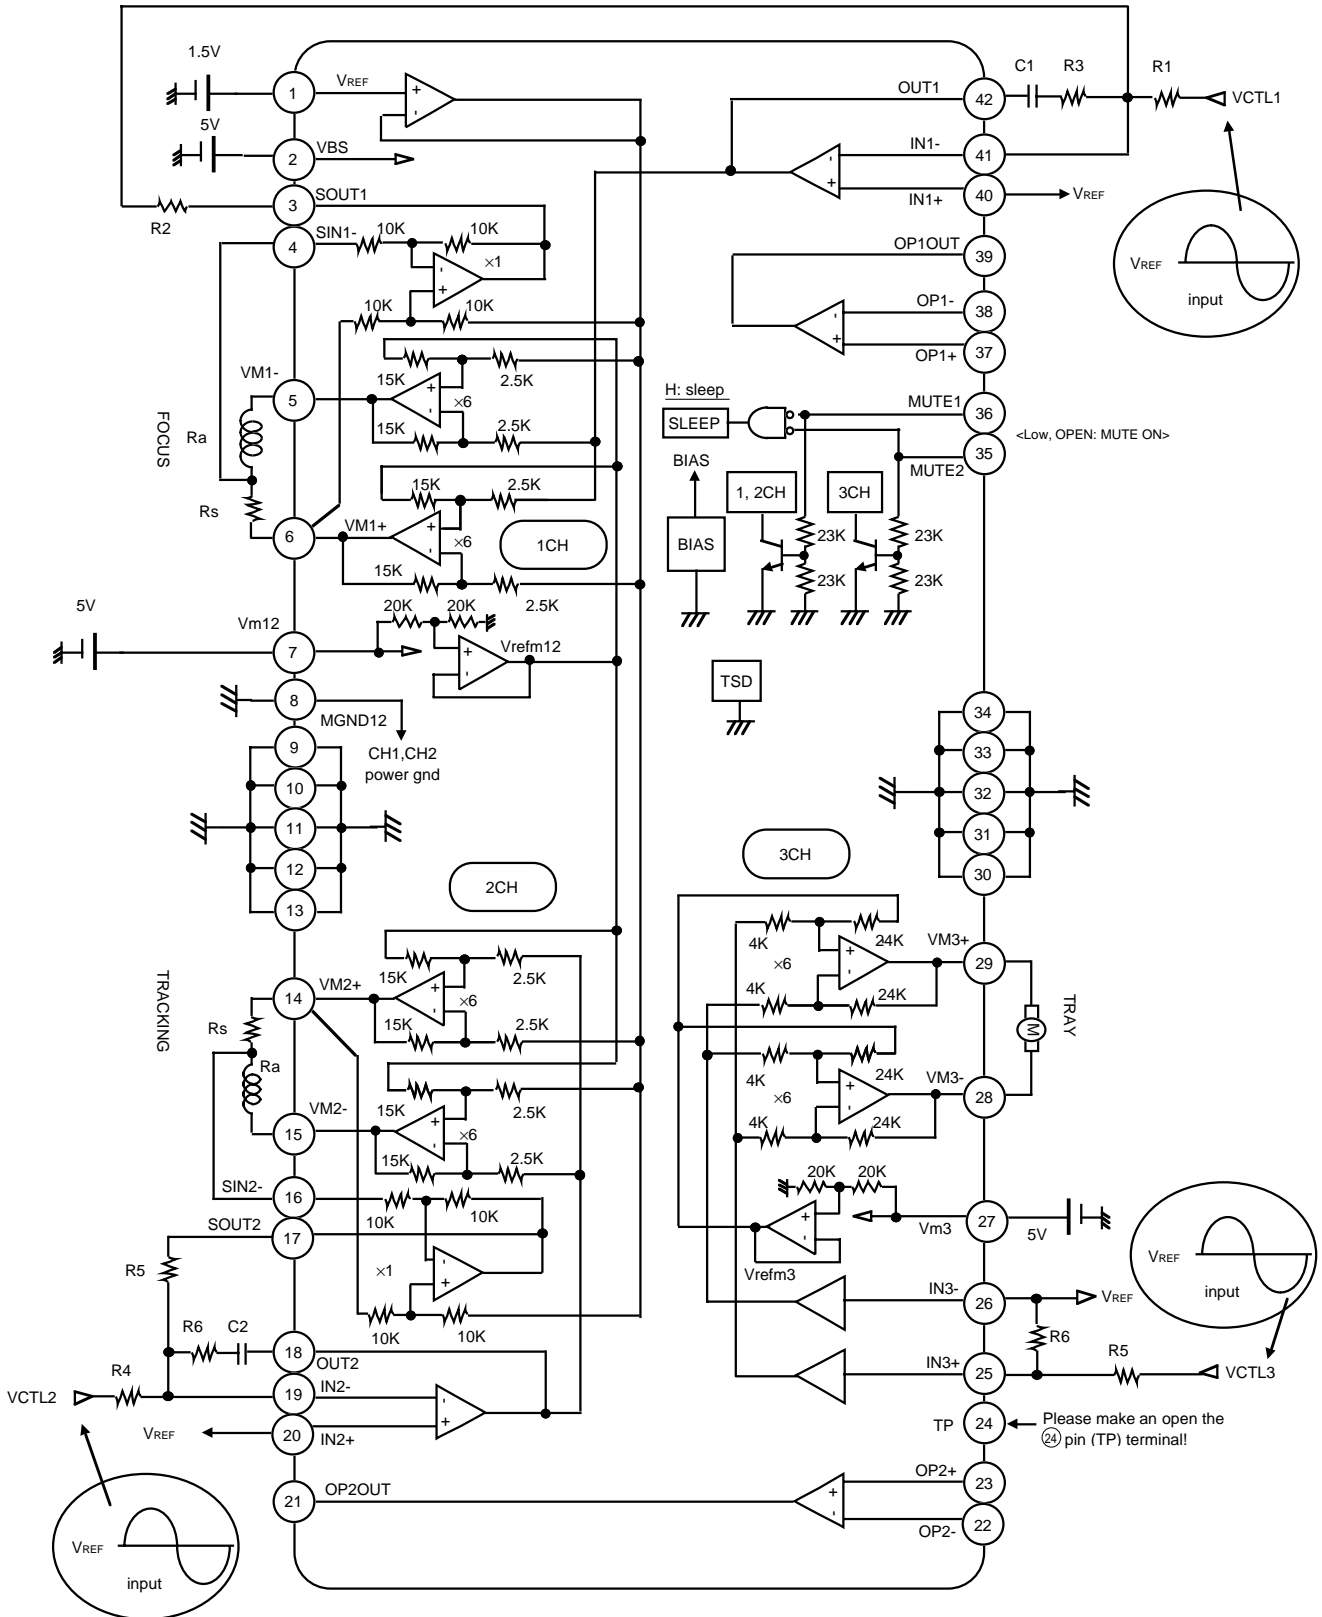 1.5V
1
VREF
+
-
5V
2
VBS
3
SOUT1
R2
4
SIN1-
10K
10K
×1
-
+
10K
10K
VM1-
5
15K
2.5K
+
-
×6
15K
2.5K
FOCUS
Ra
Rs
15K
2.5K
6
VM1+
+
-
×6
1CH
15K
2.5K
5V
20K
20K
Vm12
7
+
-
Vrefm12
8
MGND12
9
CH1,CH2
power gnd
10
11
12
2CH
13
TRACKING
14
VM2+
15K
2.5K
+
-
×6
15K
2.5K
Rs
Ra
15
VM2-
15K
2.5K
+
-
×6
15K
2.5K
SIN2-
16
10K
10K
SOUT2
17
R5
×1
-
+
10K
10K
R6
C2
18
OUT2
R4
VCTL2
19
IN2-
-
+
VREF
20
IN2+
21
OP2OUT
VREF
input
C1
R3
R1
OUT1
42
VCTL1
IN1-
41
-
+
40
VREF
IN1+
OP1OUT
39
VREF
input
OP1-
38
-
+
37
OP1+
H: sleep
SLEEP
MUTE1
36
<Low, OPEN: MUTE ON>
35
BIAS
MUTE2
1, 2CH
3CH
BIAS
23K
23K
23K
23K
TSD
34
33
32
31
30
3CH
4K
24K
VM3+
29
+
-
×6
4K
24K
TRAY
M
4K
24K
VM3-
28
+
-
×6
4K
24K
20K
20K
27
Vm3
5V
+
-
Vrefm3
VREF
input
IN3-
26
VREF
R6
IN3+
25
R5
VCTL3
TP
24
Please make an open the
24 pin (TP) terminal!
OP2+
23
+
-
22
OP2-